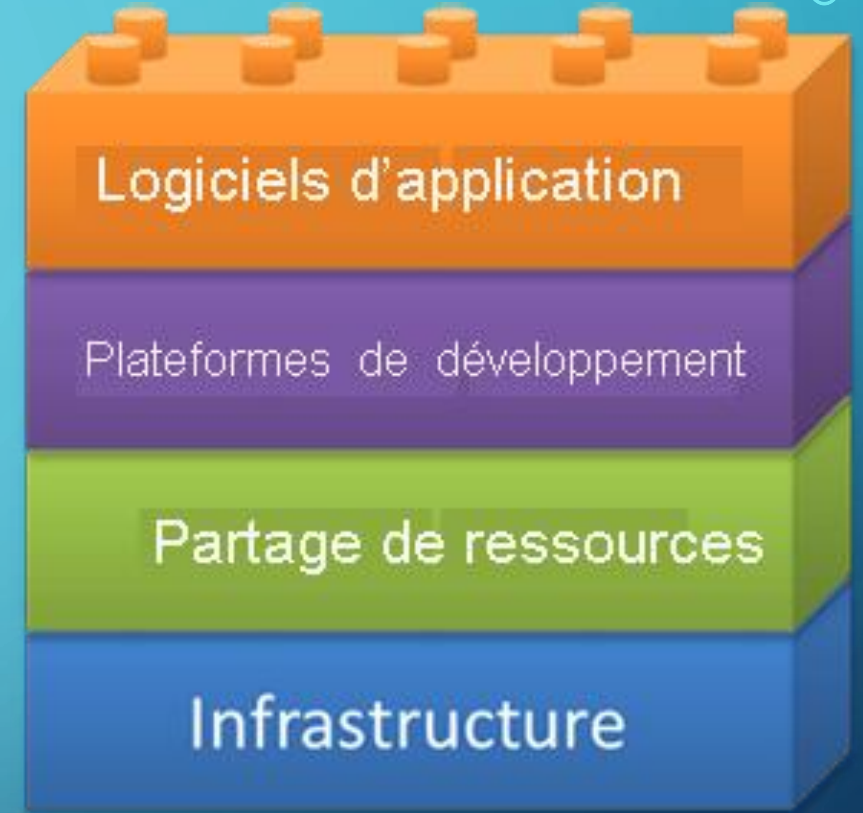 Logiciels d'application
Plateformes de développement
Partage de ressources
Infrastructure